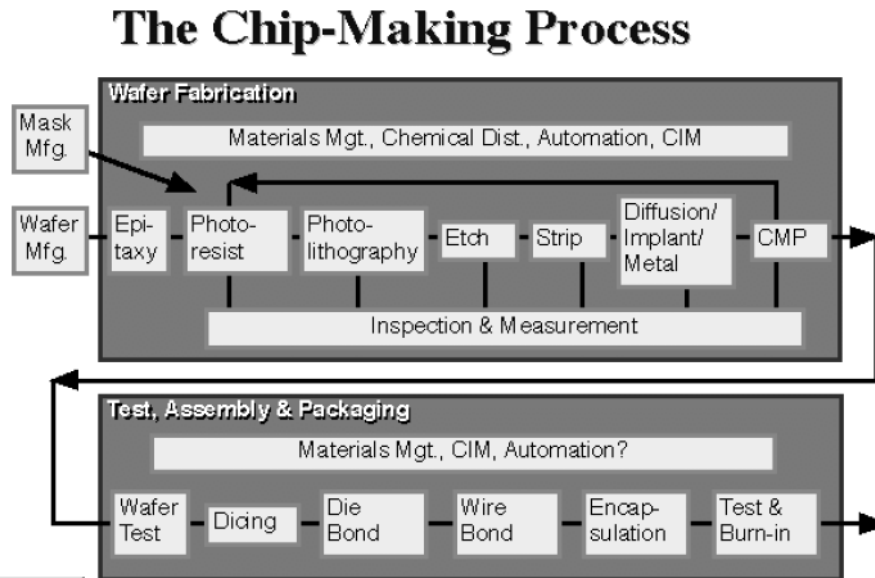 The Chip-Making Process
Wafer Fabrication
Mask
Mfg.
Materials Mgt., Chemical Dist., Automation, CIM
Wafer
Mfg.
Epi-
taxy
Photo-
resist
Photo-
lithography
Etch
Strip
Diffusion/
Implant/
Metal
CMP
Inspection & Measurement
Test, Assembly & Packaging
Materials Mgt., CIM, Automation?
Wafer
Test
Dicing
Die
Bond
Wire
Bond
Encap-
sulation
Test &
Burn-in